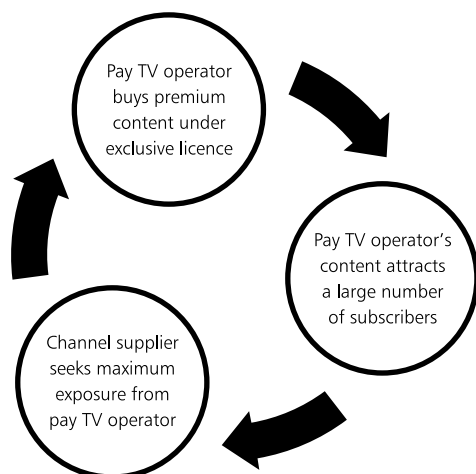 Pay TV operator
buys premium
content under
exclusive licence
Pay TV operator’s
content attracts
a large number
of subscribers
Channel supplier
seeks maximum
exposure from
pay TV operator